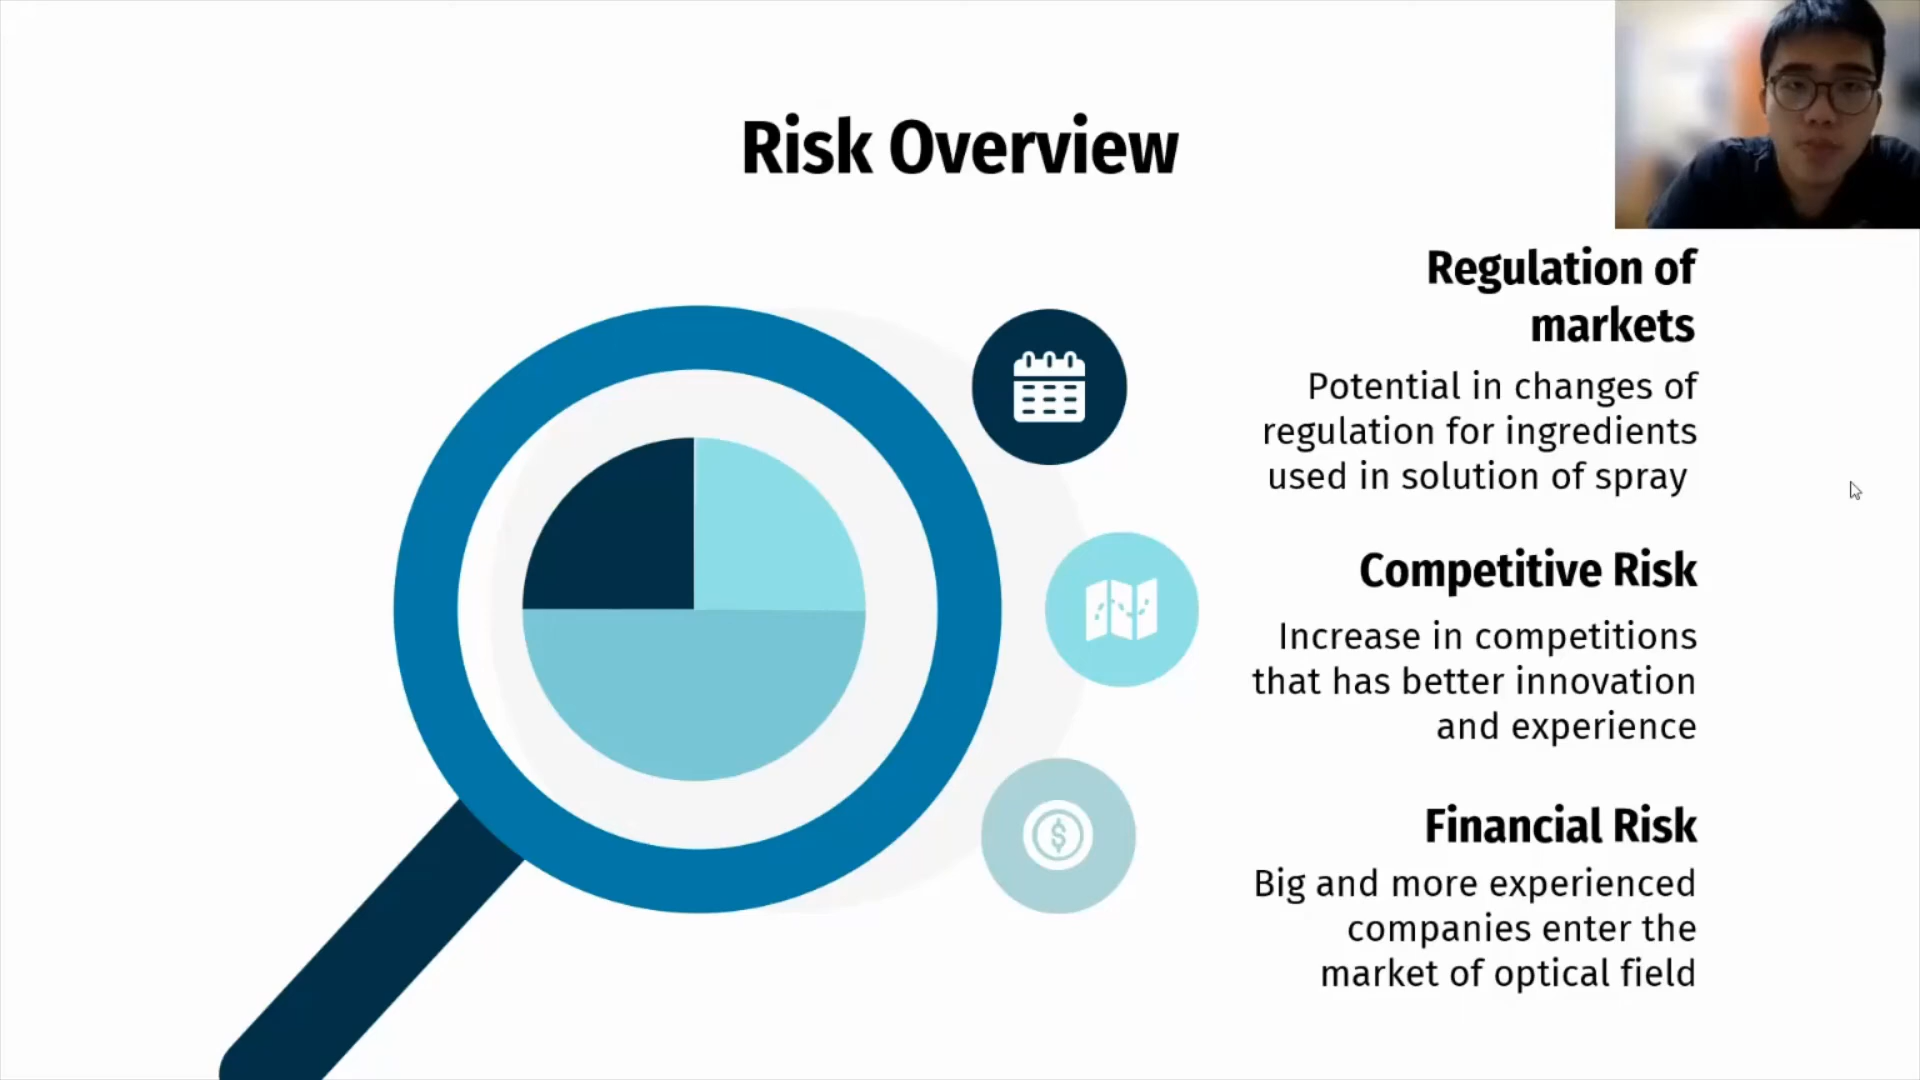 Risk Overview
Regulation of
markets
Potential in changes of
regulation for ingredients
used in solution of spray
Competitive Risk
Increase in competitions
that has better innovation
and experience
$
Financial Risk
Big and more experienced
companies enter the
market of optical field